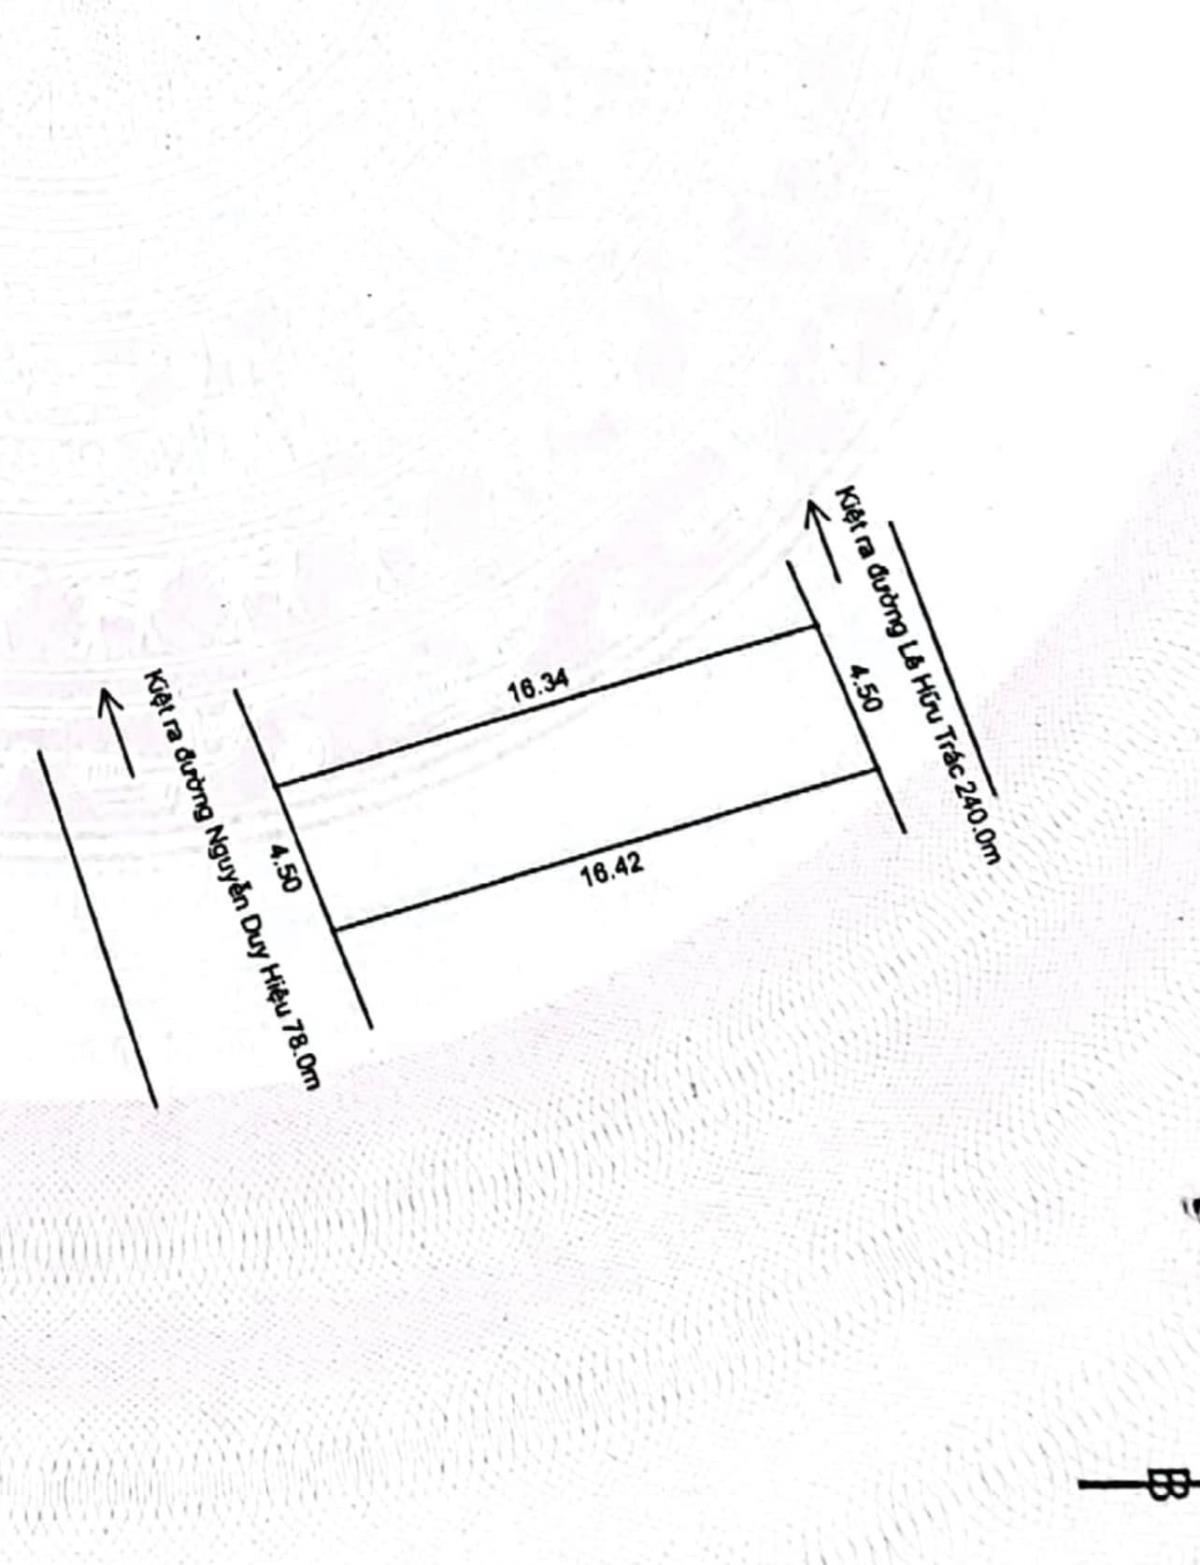 Kiệt ra đường Lê Hữu Trác 240.0m
16.34
4.50
Kiệt ra đường Nguyễn Duy Hiệu 78.0m
4.50
16.42
B